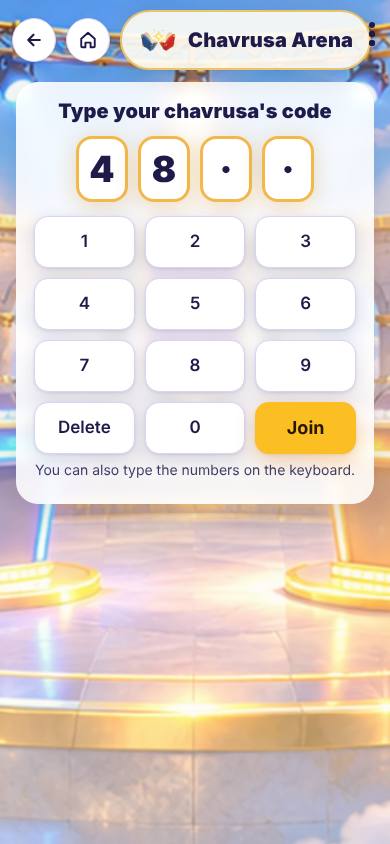 Chavrusa Arena
Type your chavrusa's code
4 8 • •
1 2 3
4 5 6
7 8 9
Delete 0 Join
You can also type the numbers on the keyboard.